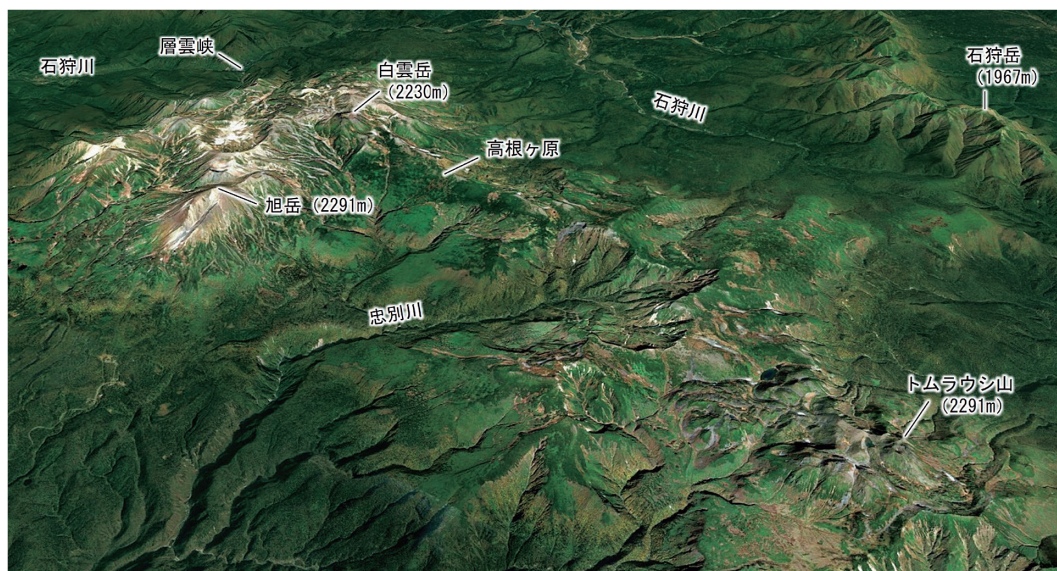 層雲峡
石狩川
白雲岳
(2230m)
石狩岳
(1967m)
石狩川
高根ヶ原
旭岳 (2291m)
忠別川
トムラウシ山
(2291m)